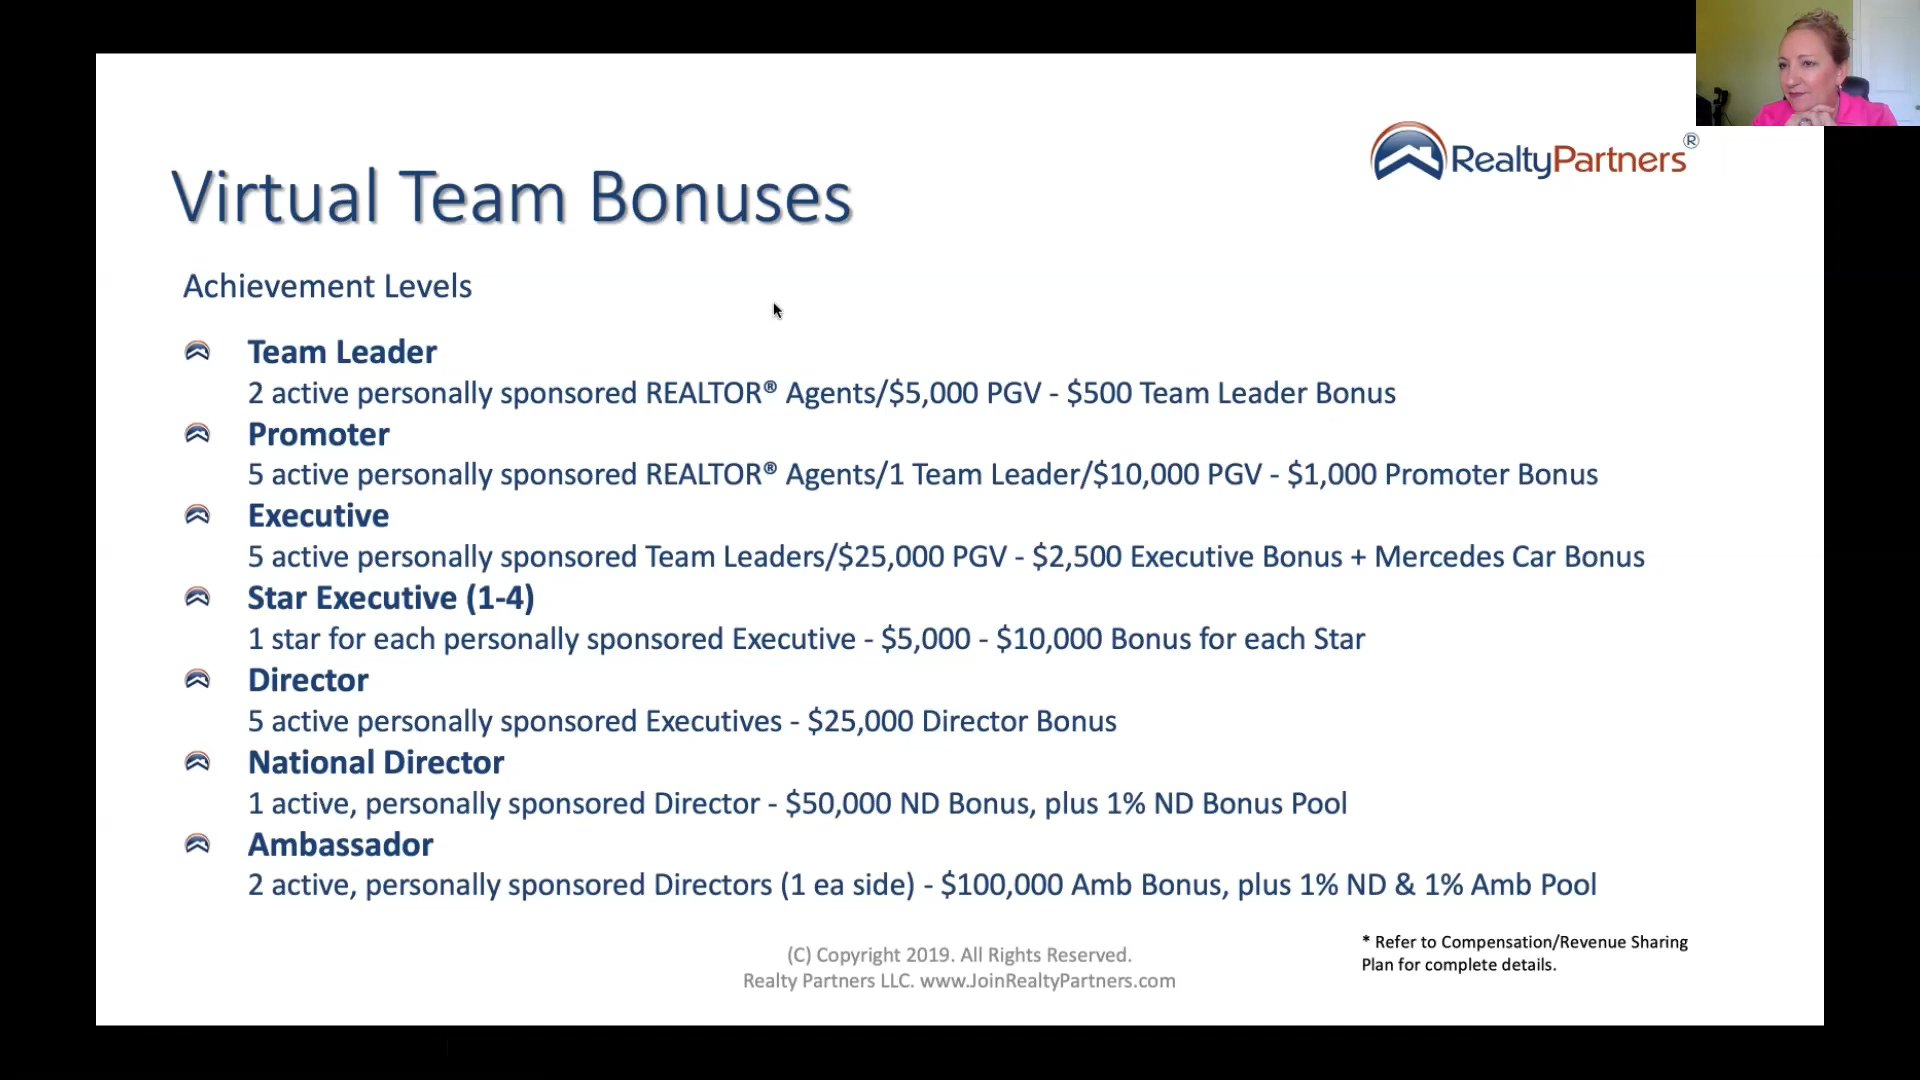 RealtyPartners®
Virtual Team Bonuses
Achievement Levels
Team Leader
2 active personally sponsored REALTOR® Agents/$5,000 PGV - $500 Team Leader Bonus
Promoter
5 active personally sponsored REALTOR® Agents/1 Team Leader/$10,000 PGV - $1,000 Promoter Bonus
Executive
5 active personally sponsored Team Leaders/$25,000 PGV - $2,500 Executive Bonus + Mercedes Car Bonus
Star Executive (1-4)
1 star for each personally sponsored Executive - $5,000 - $10,000 Bonus for each Star
Director
5 active personally sponsored Executives - $25,000 Director Bonus
National Director
1 active, personally sponsored Director - $50,000 ND Bonus, plus 1% ND Bonus Pool
Ambassador
2 active, personally sponsored Directors (1 ea side) - $100,000 Amb Bonus, plus 1% ND & 1% Amb Pool
(C) Copyright 2019. All Rights Reserved.
Realty Partners LLC. www.JoinRealtyPartners.com
* Refer to Compensation/Revenue Sharing
Plan for complete details.